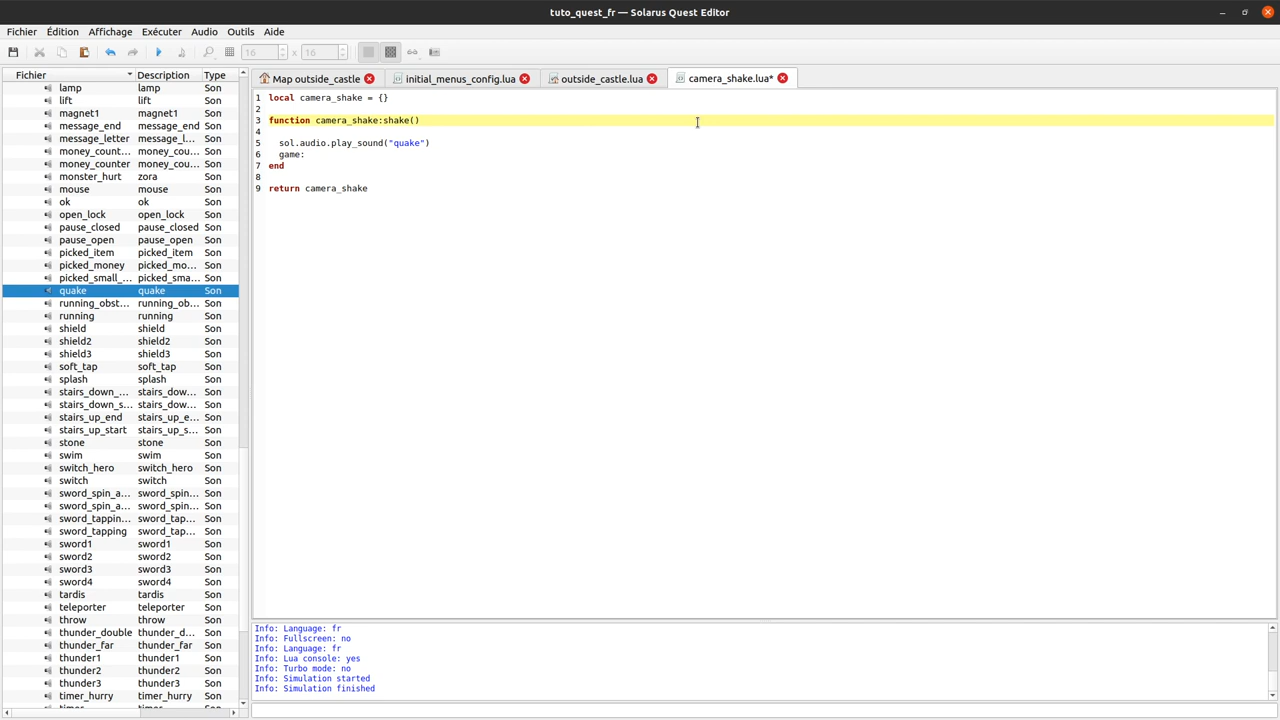 tuto_quest_fr — Solarus Quest Editor
Fichier Édition Affichage Exécuter Audio Outils Aide
16 x 16
Fichier Description Type
Map outside_castle initial_menus_config.lua outside_castle.lua camera_shake.lua*
lamp lamp Son
lift lift Son
magnet1 magnet1 Son
message_end message_end Son
message_letter message_l... Son
money_count... money_cou... Son
money_counter money_cou... Son
monster_hurt zora Son
mouse mouse Son
ok ok Son
open_lock open_lock Son
pause_closed pause_closed Son
pause_open pause_open Son
picked_item picked_item Son
picked_money picked_mo... Son
picked_small_... picked_sma... Son
quake quake Son
running_obst... running_ob... Son
running running Son
shield shield Son
shield2 shield2 Son
shield3 shield3 Son
soft_tap soft_tap Son
splash splash Son
stairs_down_... stairs_dow... Son
stairs_down_s... stairs_dow... Son
stairs_up_end stairs_up_e... Son
stairs_up_start stairs_up_s... Son
stone stone Son
swim swim Son
switch_hero switch_hero Son
switch switch Son
sword_spin_a... sword_spin... Son
sword_spin_a... sword_spin... Son
sword_tappin... sword_tap... Son
sword_tapping sword_tap... Son
sword1 sword1 Son
sword2 sword2 Son
sword3 sword3 Son
sword4 sword4 Son
tardis tardis Son
teleporter teleporter Son
throw throw Son
thunder_double thunder_d... Son
thunder_far thunder_far Son
thunder1 thunder1 Son
thunder2 thunder2 Son
thunder3 thunder3 Son
timer_hurry timer_hurry Son
1 local camera_shake = {}
2
3 function camera_shake:shake()
4
5 sol.audio.play_sound("quake")
6 game:
7 end
8
9 return camera_shake
Info: Language: fr
Info: Fullscreen: no
Info: Language: fr
Info: Lua console: yes
Info: Turbo mode: no
Info: Simulation started
Info: Simulation finished